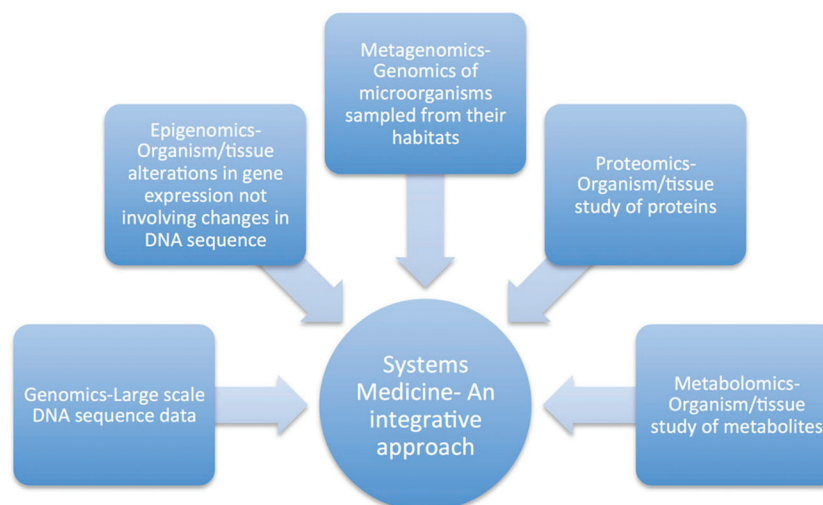 Metagenomics-
Genomics of
microorganisms
sampled from their
habitats
Epigenomics-
Organism/tissue
alterations in gene
expression not
involving changes in
DNA sequence
Proteomics-
Organism/tissue
study of proteins
Genomics-Large scale
DNA sequence data
Systems
Medicine- An
integrative
approach
Metabolomics-
Organism/tissue
study of metabolites